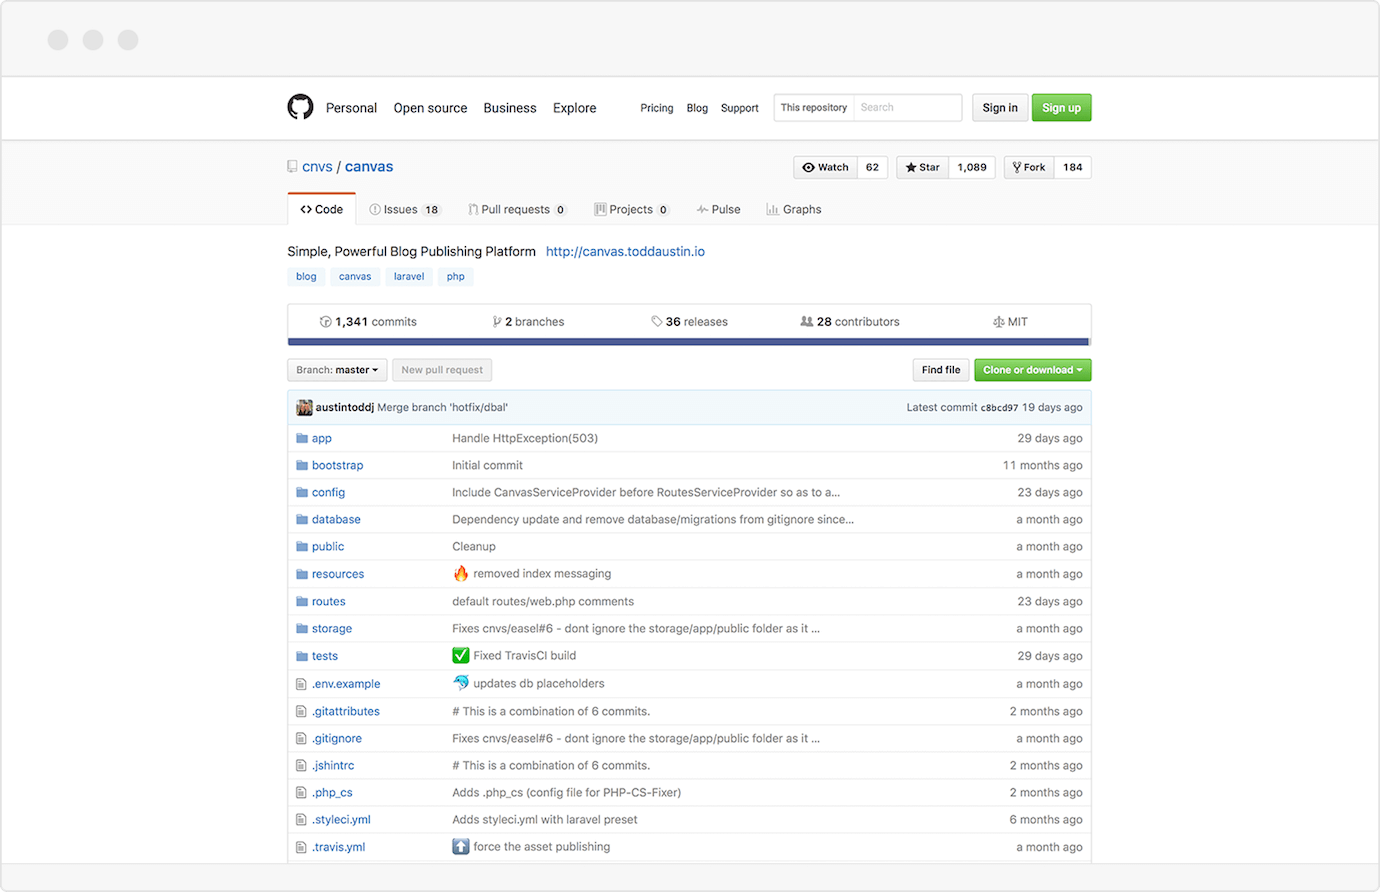 Personal Open source Business Explore Pricing Blog Support This repository Search Sign in Sign up
cnvs / canvas Watch 62 Star 1,089 Fork 184
Code Issues 18 Pull requests 0 Projects 0 Pulse Graphs
Simple, Powerful Blog Publishing Platform http://canvas.toddaustin.io
blog canvas laravel php
1,341 commits 2 branches 36 releases 28 contributors MIT
Branch: master New pull request Find file Clone or download
austintoddj Merge branch 'hotfix/dbal' Latest commit c8bcd97 19 days ago
app Handle HttpException(503) 29 days ago
bootstrap Initial commit 11 months ago
config Include CanvasServiceProvider before RoutesServiceProvider so as to a... 23 days ago
database Dependency update and remove database/migrations from gitignore since... a month ago
public Cleanup a month ago
resources 🔥 removed index messaging a month ago
routes default routes/web.php comments 23 days ago
storage Fixes cnvs/easel#6 - dont ignore the storage/app/public folder as it ... a month ago
tests ✅ Fixed TravisCI build 29 days ago
.env.example 🐬 updates db placeholders a month ago
.gitattributes # This is a combination of 6 commits. 2 months ago
.gitignore Fixes cnvs/easel#6 - dont ignore the storage/app/public folder as it ... a month ago
.jshintrc # This is a combination of 6 commits. 2 months ago
.php_cs Adds .php_cs (config file for PHP-CS-Fixer) 2 months ago
.styleci.yml Adds styleci.yml with laravel preset 6 months ago
.travis.yml ⬆️ force the asset publishing a month ago